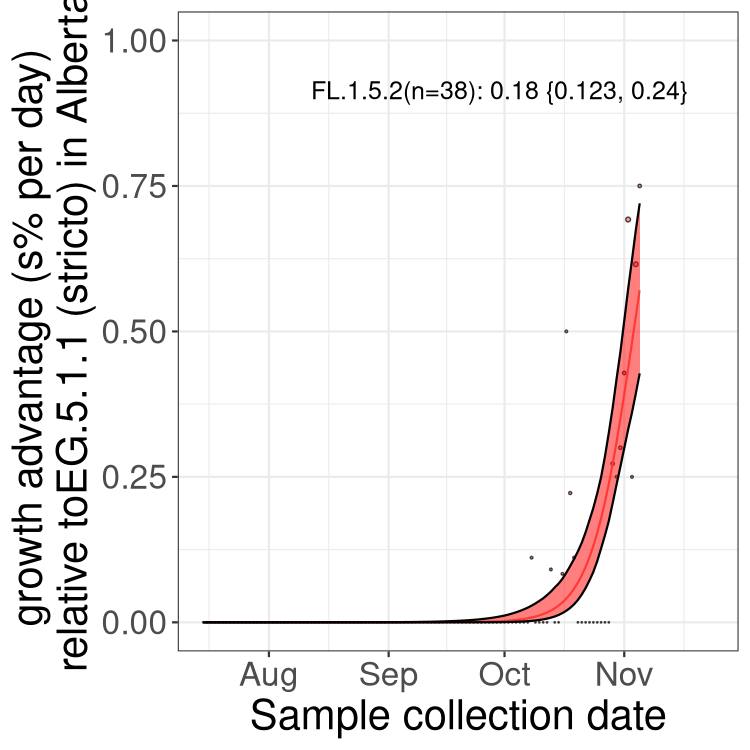 growth advantage (s% per day)
relative toEG.5.1.1 (stricto) in Alberta
1.00
0.75
0.50
0.25
0.00
FL.1.5.2(n=38): 0.18 {0.123, 0.24}
Aug Sep Oct Nov
Sample collection date